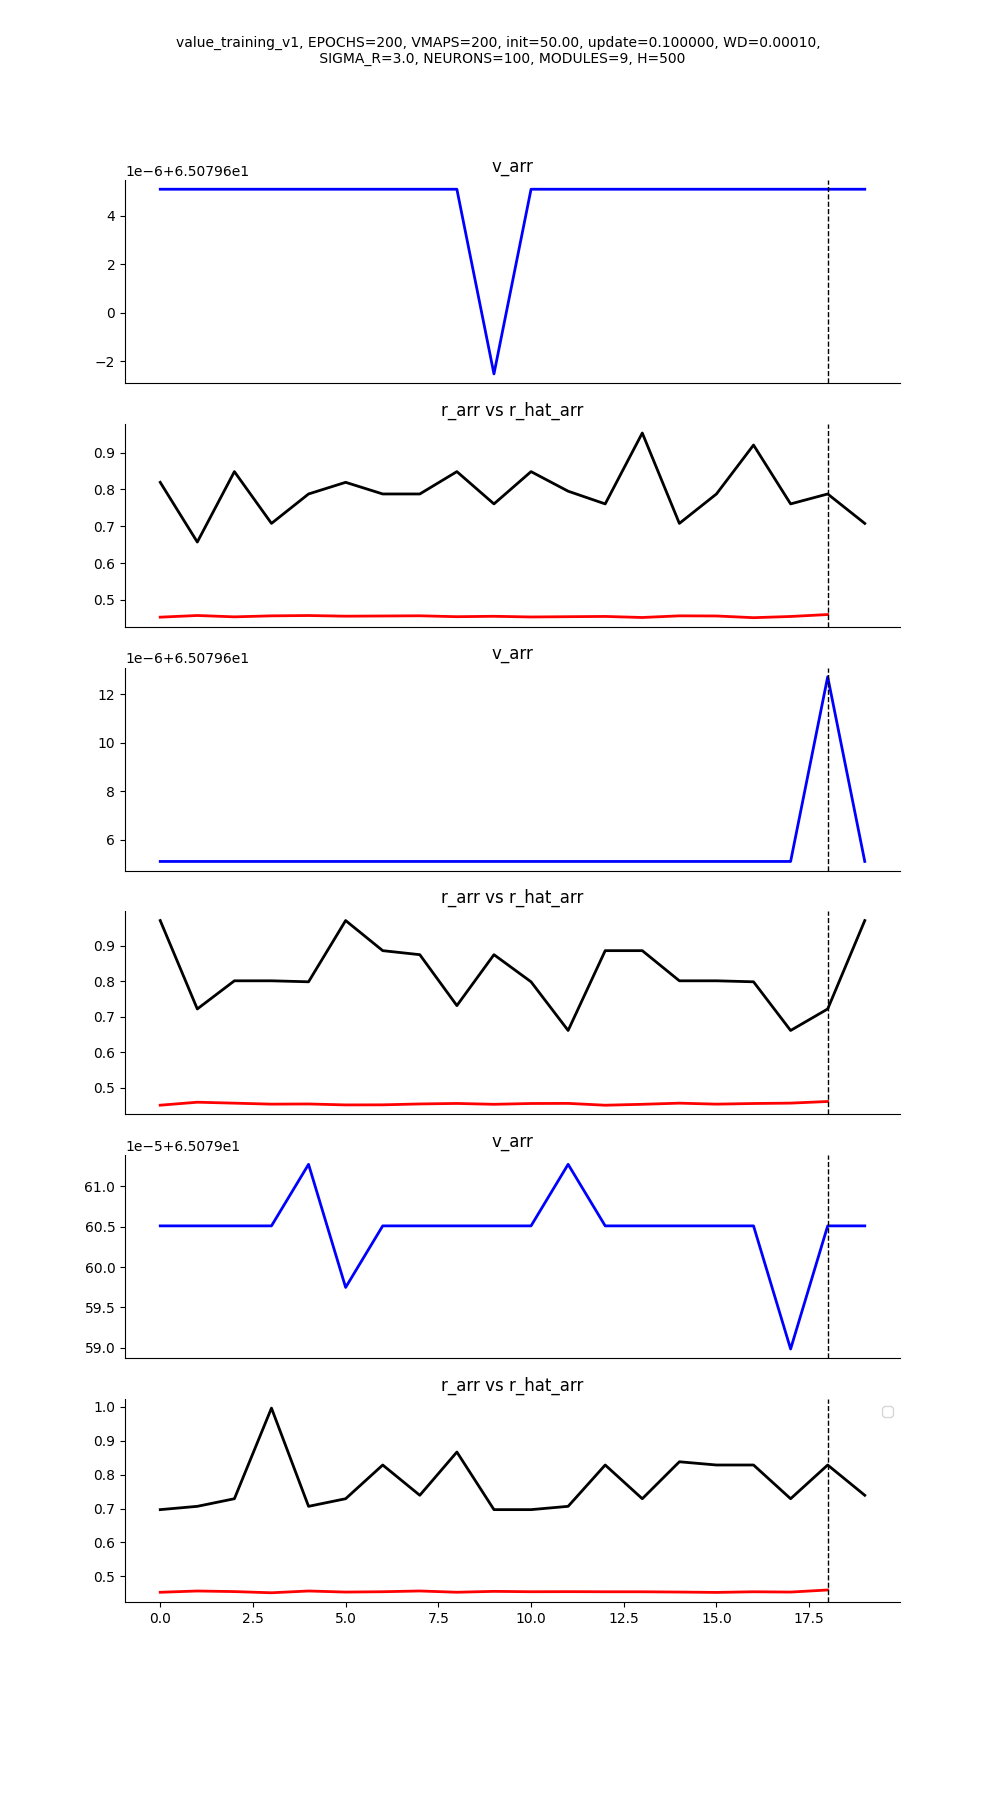 value_training_v1, EPOCHS=200, VMAPS=200, init=50.00, update=0.100000, WD=0.00010,
SIGMA_R=3.0, NEURONS=100, MODULES=9, H=500
v_arr
1e−6+6.50796e1
4
2
0
−2
r_arr vs r_hat_arr
0.9
0.8
0.7
0.6
0.5
v_arr
1e−6+6.50796e1
12
10
8
6
r_arr vs r_hat_arr
0.9
0.8
0.7
0.6
0.5
v_arr
1e−5+6.5079e1
61.0
60.5
60.0
59.5
59.0
r_arr vs r_hat_arr
1.0
0.9
0.8
0.7
0.6
0.5
0.0 2.5 5.0 7.5 10.0 12.5 15.0 17.5